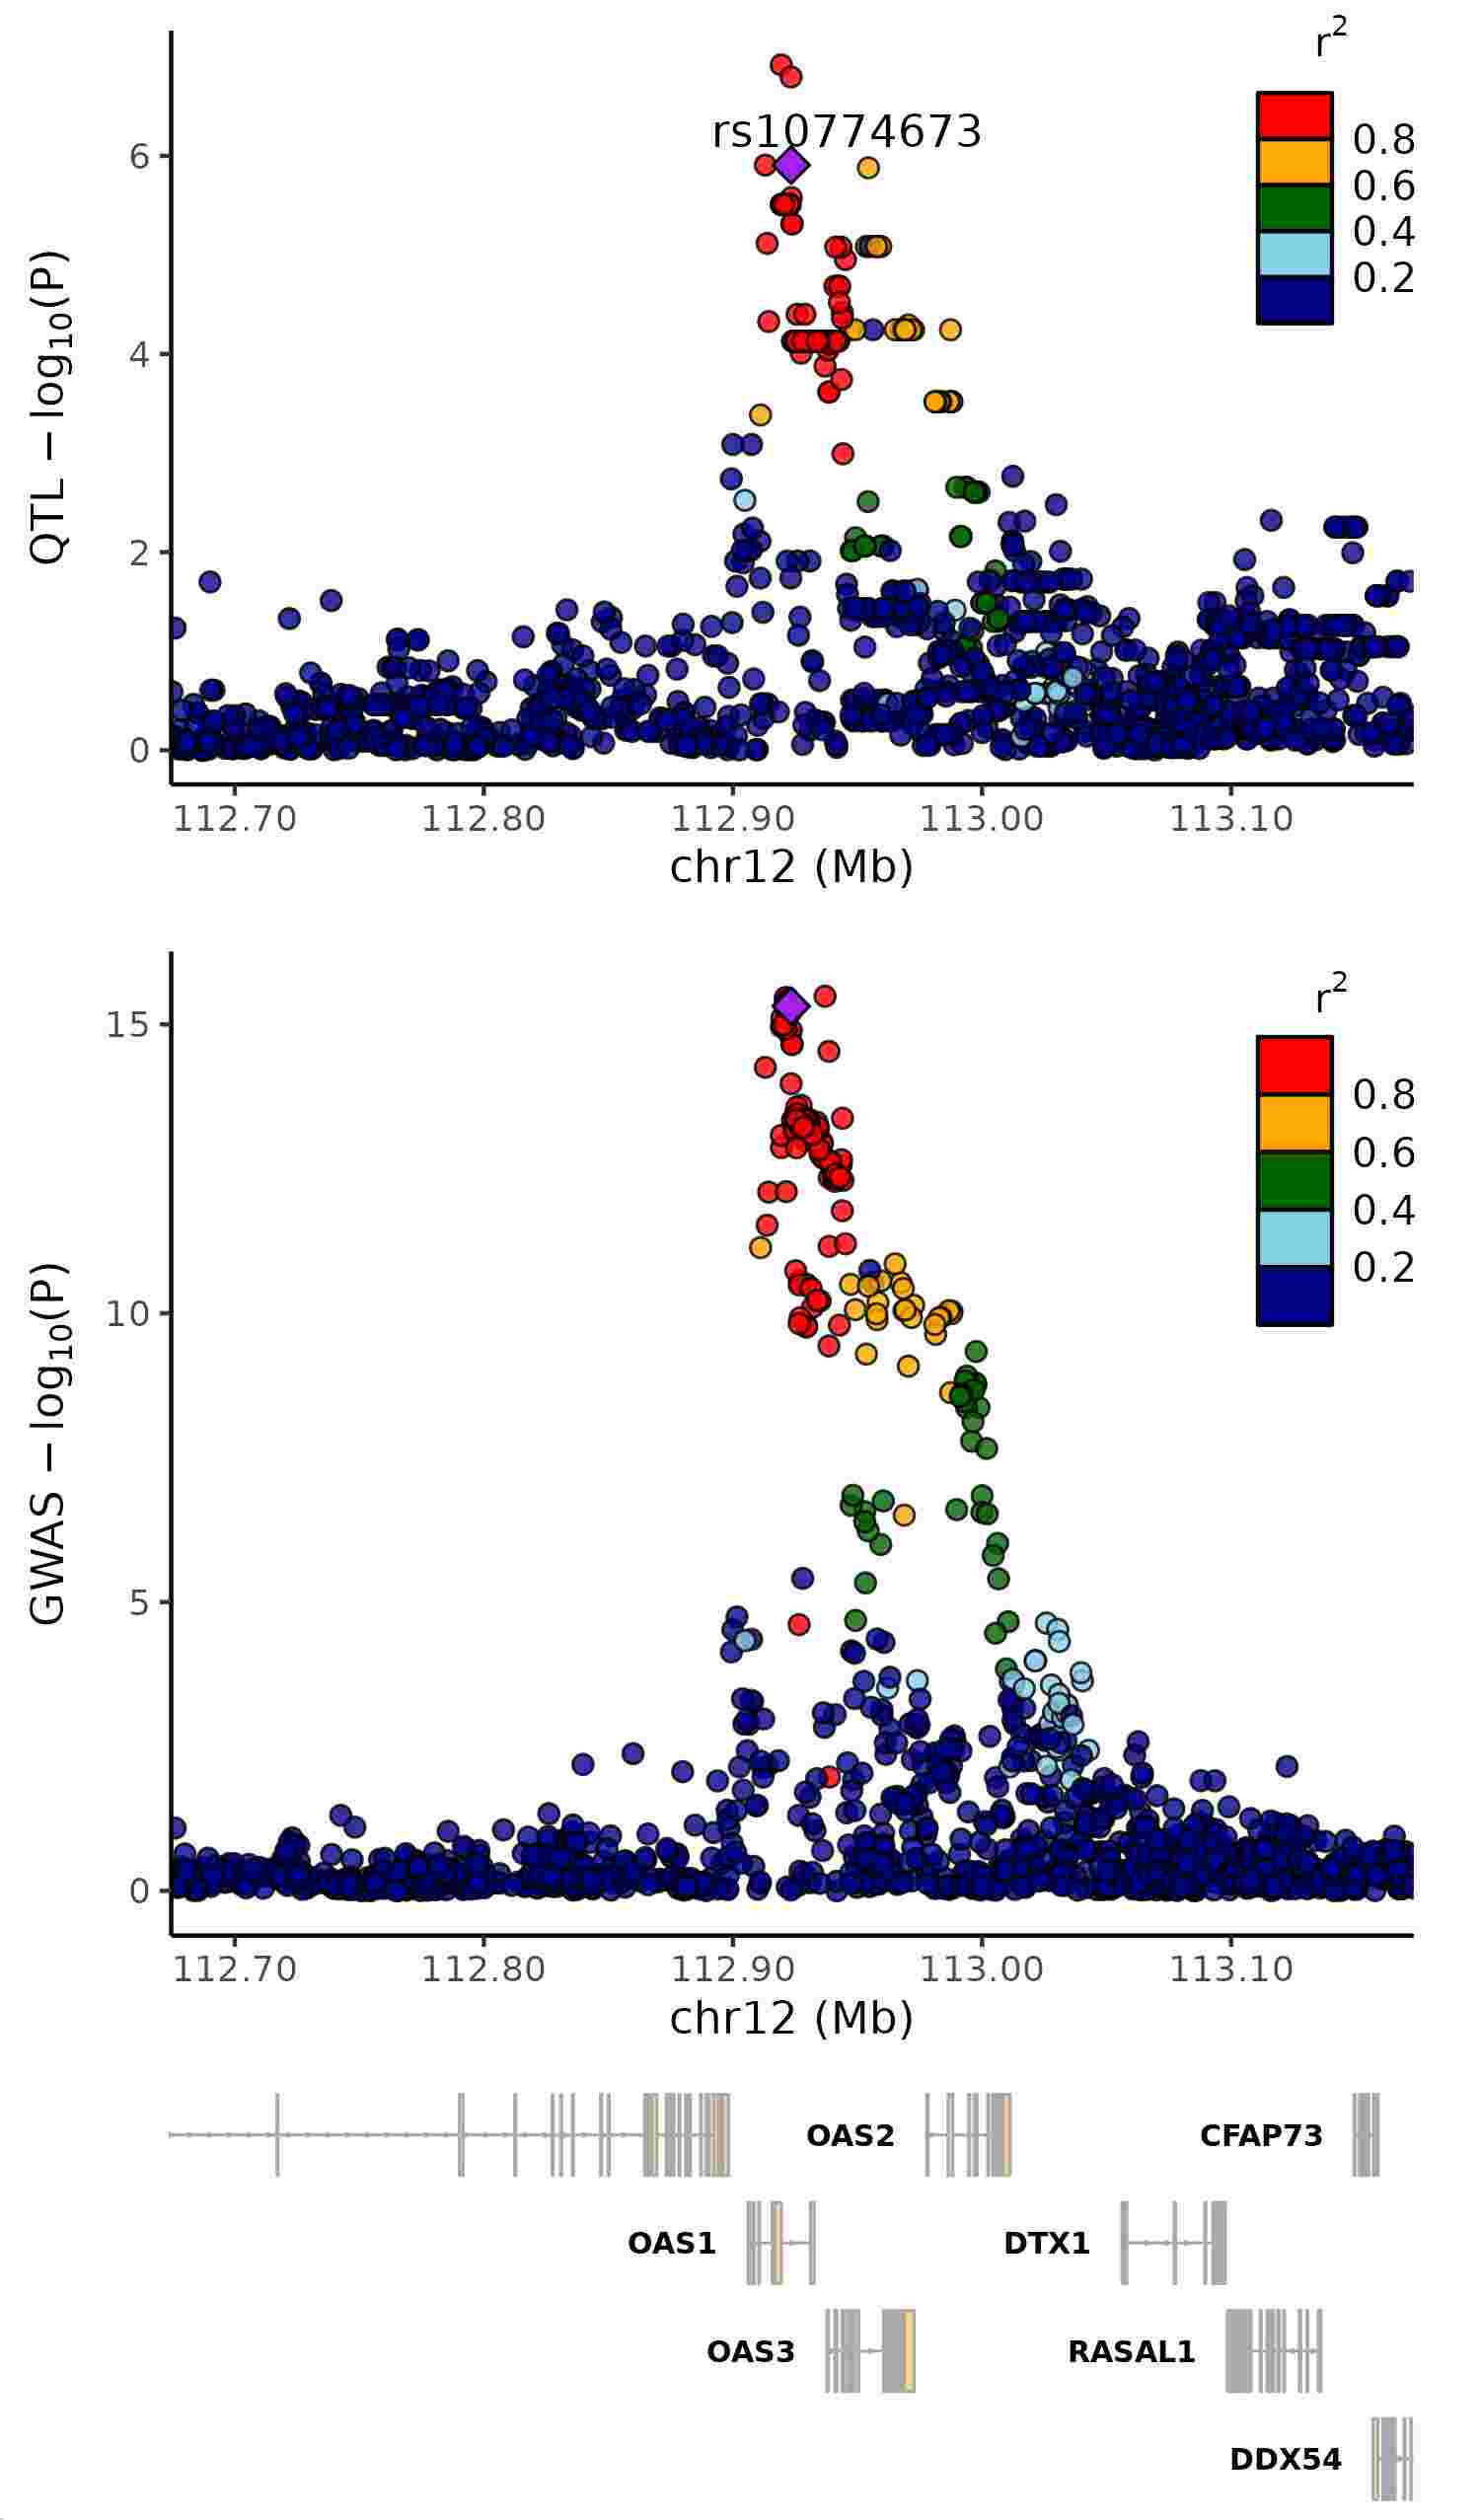 r²
0.8
0.6
0.4
0.2
rs10774673
6
4
2
0
QTL − log₁₀(P)
112.70 112.80 112.90 113.00 113.10
chr12 (Mb)
r²
0.8
0.6
0.4
0.2
15
10
5
0
GWAS − log₁₀(P)
112.70 112.80 112.90 113.00 113.10
chr12 (Mb)
OAS2 CFAP73
OAS1 DTX1
OAS3 RASAL1
DDX54